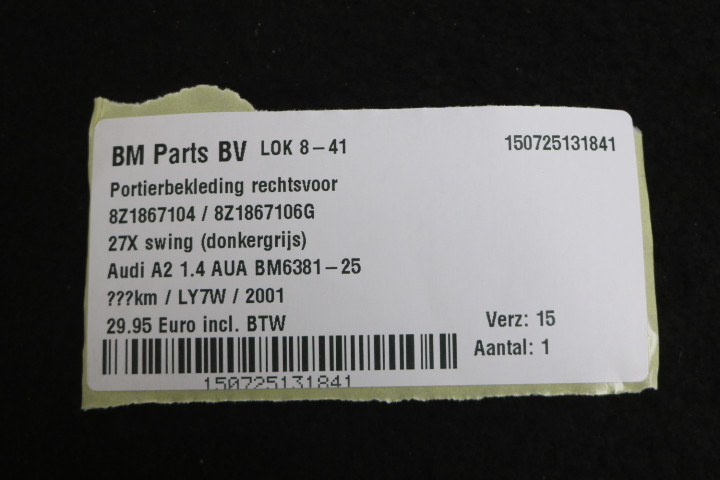 BM Parts BV LOK 8-41 150725131841
Portierbekleding rechtsvoor
8Z1867104 / 8Z1867106G
27X swing (donkergrijs)
Audi A2 1.4 AUA BM6381-25
???km / LY7W / 2001
29.95 Euro incl. BTW Verz: 15
Aantal: 1
150725131841